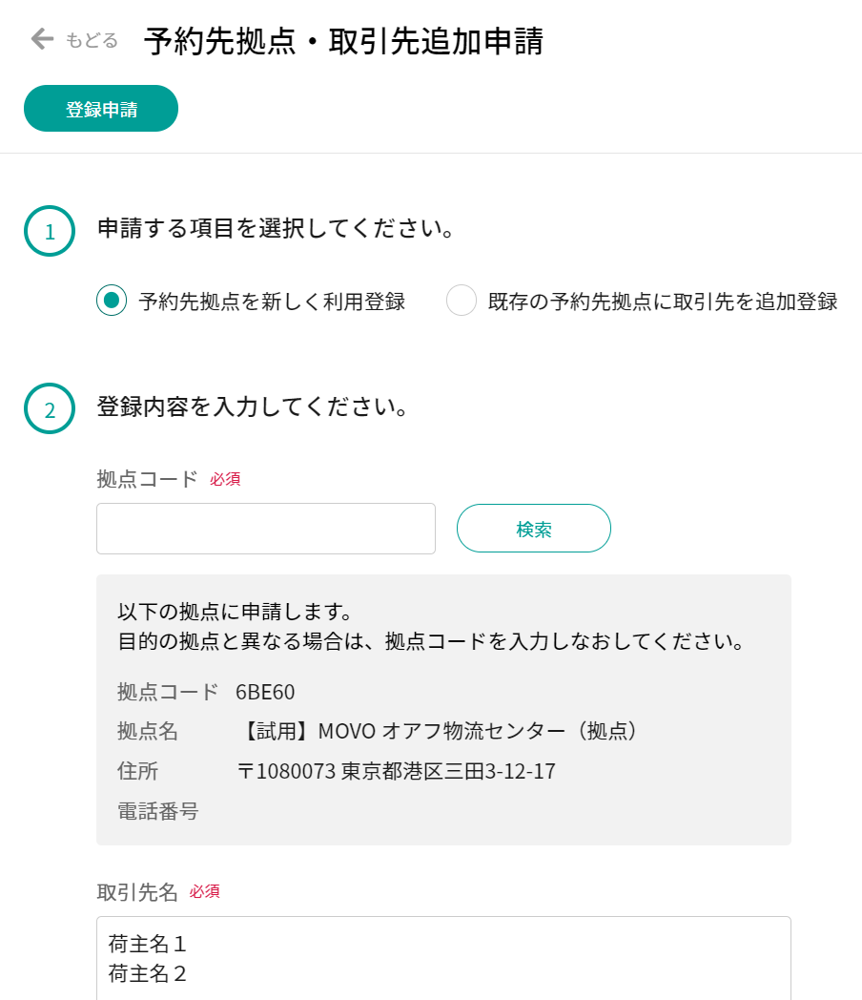 もどる 予約先拠点・取引先追加申請
登録申請
1 申請する項目を選択してください。
予約先拠点を新しく利用登録 既存の予約先拠点に取引先を追加登録
2 登録内容を入力してください。
拠点コード 必須
検索
以下の拠点に申請します。
目的の拠点と異なる場合は、拠点コードを入力しなおしてください。
拠点コード 6BE60
拠点名 【試用】MOVO オアフ物流センター（拠点）
住所 〒1080073 東京都港区三田3-12-17
電話番号
取引先名 必須
荷主名１
荷主名２